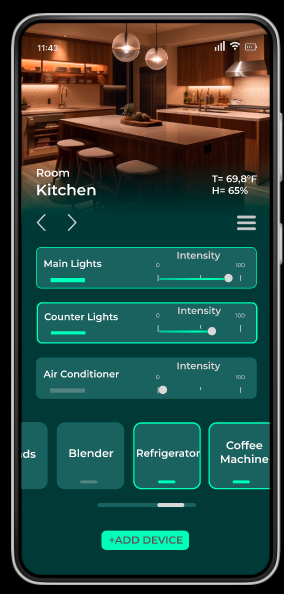 11:43
Room
Kitchen
T= 69,8°F
H= 65%
Main Lights
Intensity
0
100
Counter Lights
Intensity
0
100
Air Conditioner
Intensity
0
100
ds
Blender
Refrigerator
Coffee
Machine
+ADD DEVICE